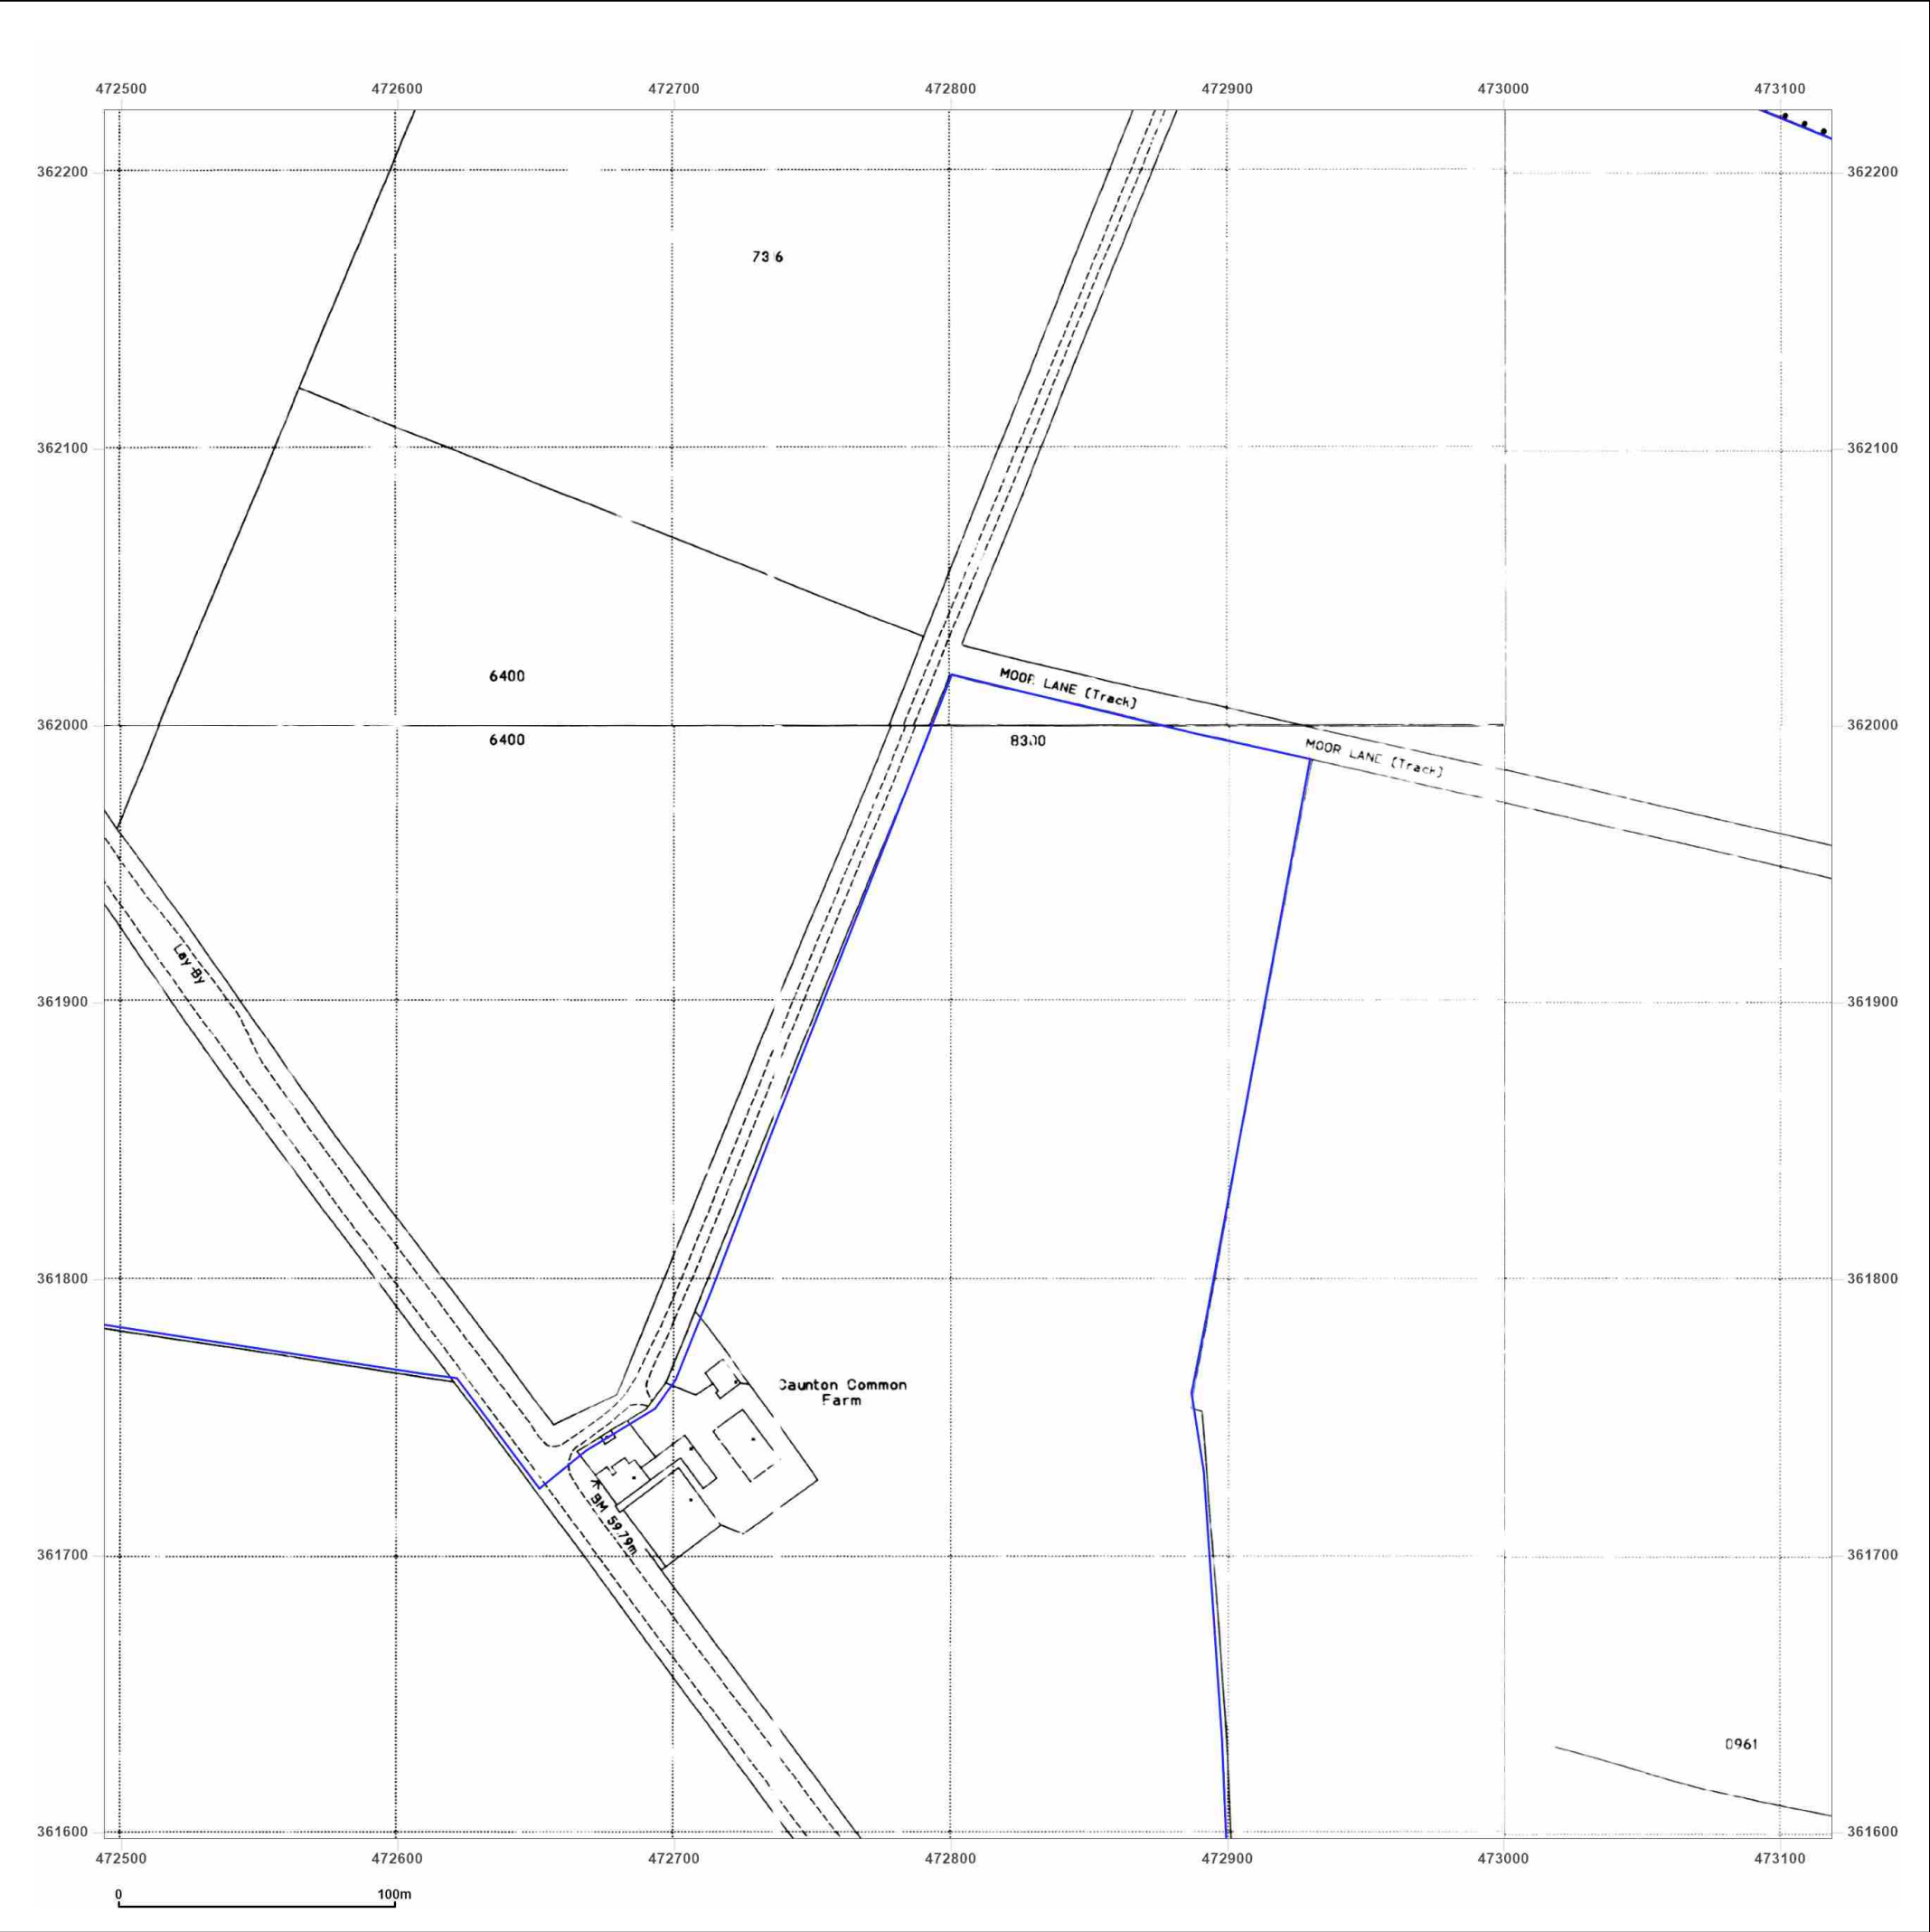 472500 472600 472700 472800 472900 473000 473100
362200 362200
7316
362100 362100
6400
MOOR LANE (Track)
362000 362000
6400
8300
MOOR LANE (Track)
Lay-By
361900 361900
361800 361800
Caunton Common
Farm
BM 59.79m
361700 361700
0961
361600 361600
472500 472600 472700 472800 472900 473000 473100
0 100m